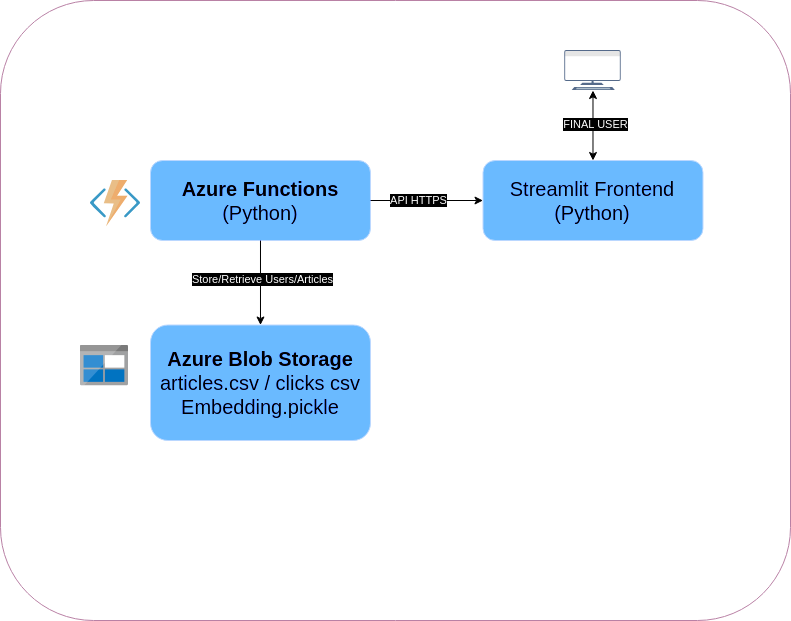 FINAL USER
Azure Functions
(Python)
API HTTPS
Streamlit Frontend
(Python)
Store/Retrieve Users/Articles
Azure Blob Storage
articles.csv / clicks csv
Embedding.pickle